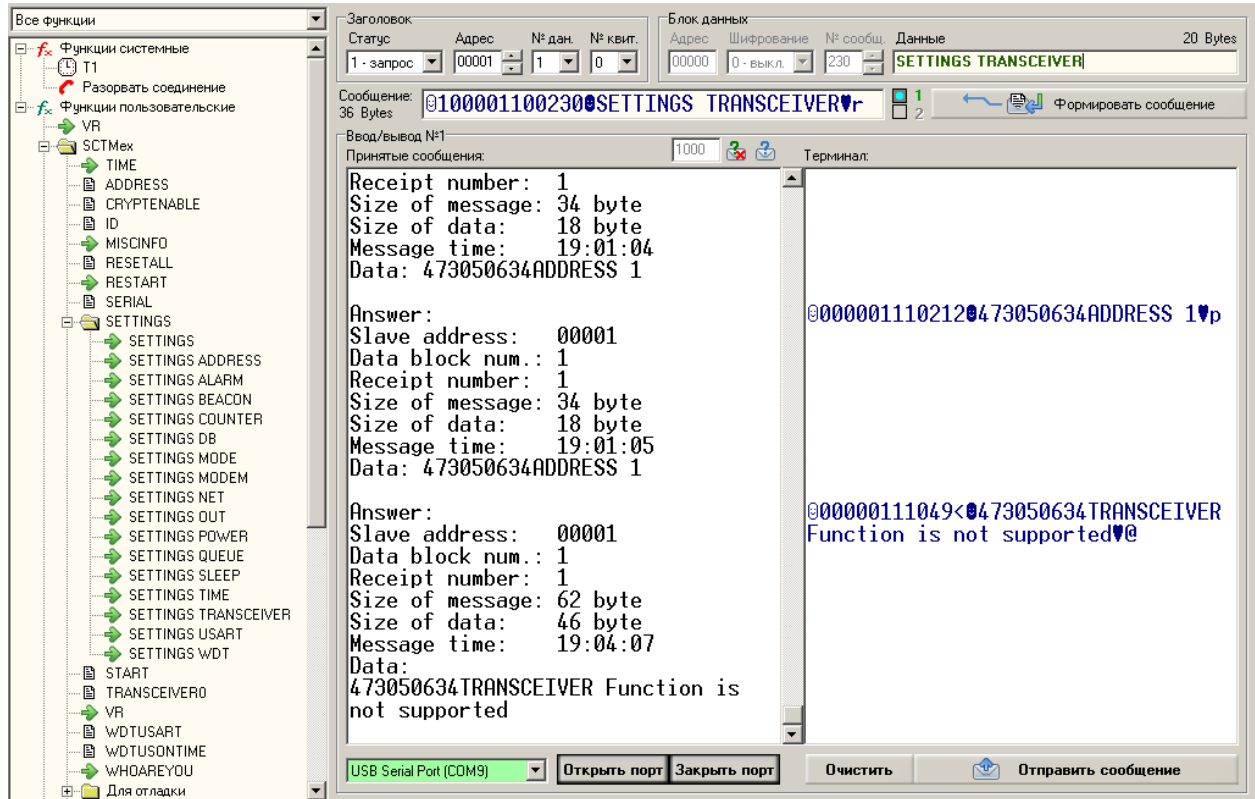 Все функции
Функции системные
T1
Разорвать соединение
Функции пользовательские
VR
SCTMex
TIME
ADDRESS
CRYPTENABLE
ID
MISCINFO
RESETALL
RESTART
SERIAL
SETTINGS
SETTINGS
SETTINGS ADDRESS
SETTINGS ALARM
SETTINGS BEACON
SETTINGS COUNTER
SETTINGS DB
SETTINGS MODE
SETTINGS MODEM
SETTINGS NET
SETTINGS OUT
SETTINGS POWER
SETTINGS QUEUE
SETTINGS SLEEP
SETTINGS TIME
SETTINGS TRANSCEIVER
SETTINGS USART
SETTINGS WDT
START
TRANSCEIVER0
VR
WDTUSART
WDTUSONTIME
WHOAREYOU
Для отладки
Заголовок
Статус Адрес № дан. № квит.
1 - запрос 00001 1 0
Блок данных
Адрес Шифрование № сообщ. Данные 20 Bytes
00000 0 - выкл. 230 SETTINGS TRANSCEIVER
Сообщение:
36 Bytes
☺100001100230☻SETTINGS TRANSCEIVER♥r
1
2
Формировать сообщение
Ввод/вывод №1
Принятые сообщения: 1000 Терминал:
Receipt number: 1
Size of message: 34 byte
Size of data: 18 byte
Message time: 19:01:04
Data: 473050634ADDRESS 1
Answer:
Slave address: 00001
Data block num.: 1
Receipt number: 1
Size of message: 34 byte
Size of data: 18 byte
Message time: 19:01:05
Data: 473050634ADDRESS 1
Answer:
Slave address: 00001
Data block num.: 1
Receipt number: 1
Size of message: 62 byte
Size of data: 46 byte
Message time: 19:04:07
Data:
473050634TRANSCEIVER Function is
not supported
☺000001110212☻473050634ADDRESS 1♥p
☺00000111049<☻473050634TRANSCEIVER
Function is not supported♥@
USB Serial Port (COM9) Открыть порт Закрыть порт Очистить Отправить сообщение